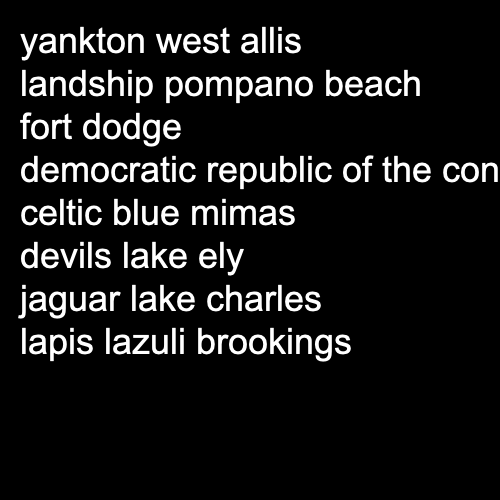 yankton west allis
landship pompano beach
fort dodge
democratic republic of the con
celtic blue mimas
devils lake ely
jaguar lake charles
lapis lazuli brookings